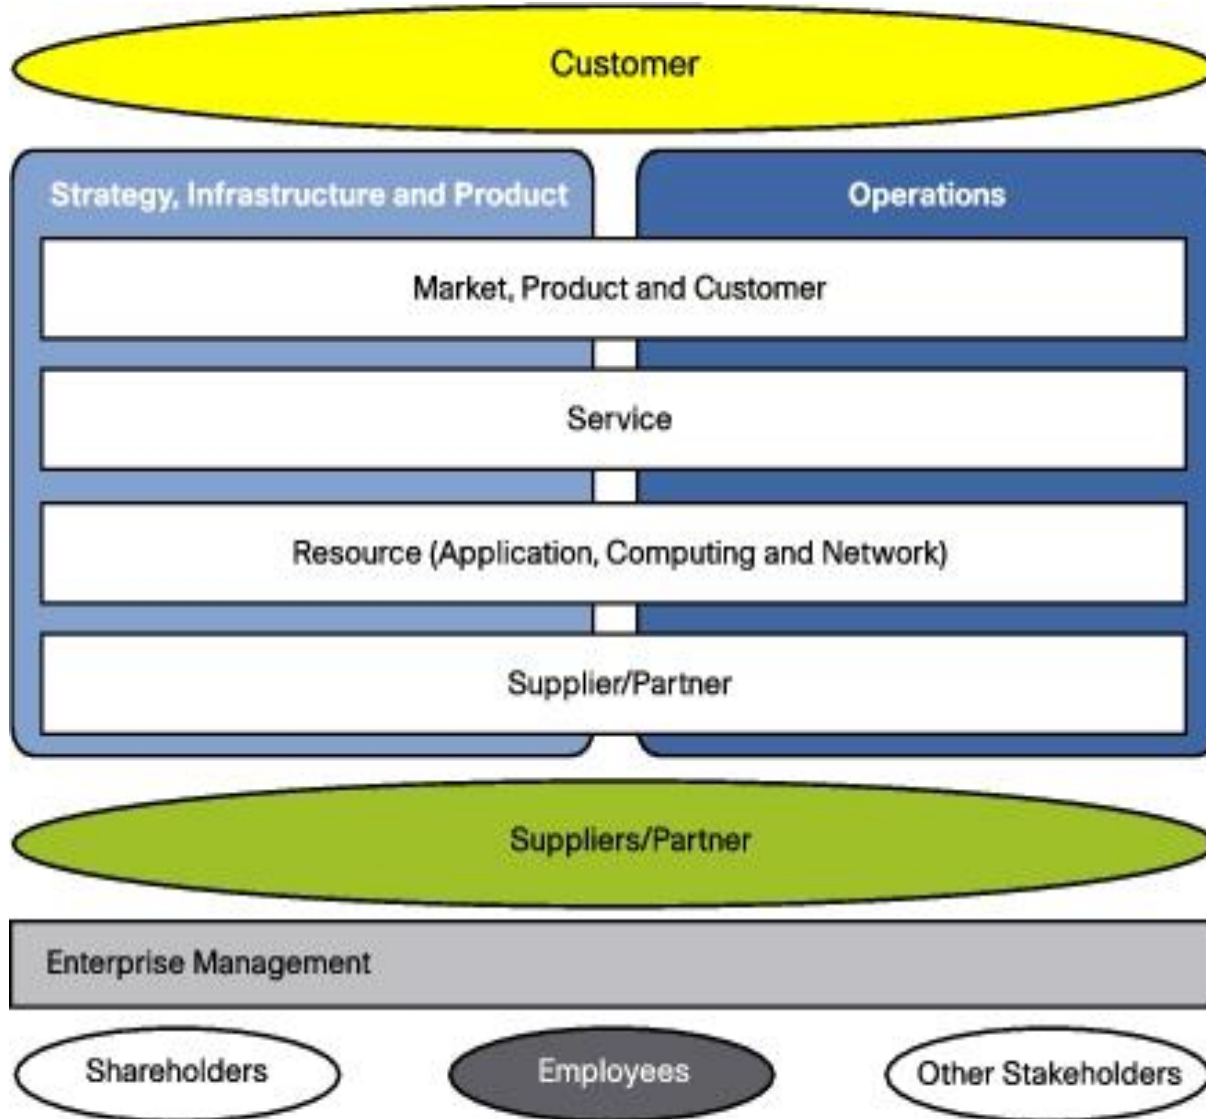 Customer
Strategy, Infrastructure and Product
Operations
Market, Product and Customer
Service
Resource (Application, Computing and Network)
Supplier/Partner
Suppliers/Partner
Enterprise Management
Shareholders
Employees
Other Stakeholders